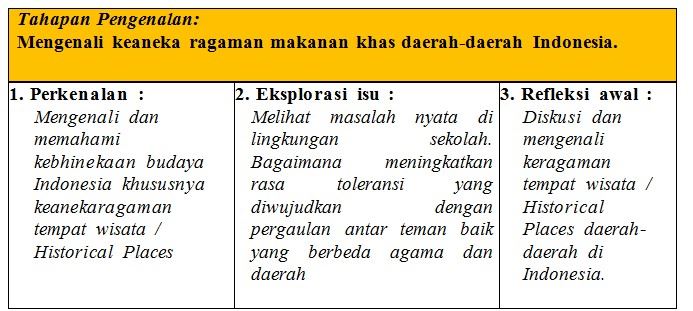 Tahapan Pengenalan:
Mengenali keaneka ragaman makanan khas daerah-daerah Indonesia.
1. Perkenalan :
Mengenali dan
memahami
kebhinekaan budaya
Indonesia khususnya
keanekaragaman
tempat wisata /
Historical Places
2. Eksplorasi isu :
Melihat masalah nyata di
lingkungan sekolah.
Bagaimana meningkatkan
rasa toleransi yang
diwujudkan dengan
pergaulan antar teman baik
yang berbeda agama dan
daerah
3. Refleksi awal :
Diskusi dan
mengenali
keragaman
tempat wisata /
Historical
Places daerah-
daerah di
Indonesia.